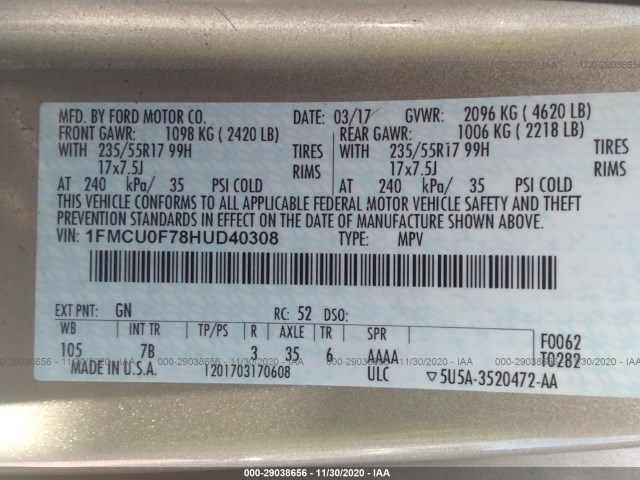 000-29038656 - 11/30/2020 - IAA
MFD. BY FORD MOTOR CO. DATE: 03/17 GVWR: 2096 KG ( 4620 LB)
FRONT GAWR: 1098 KG ( 2420 LB) REAR GAWR: 1006 KG ( 2218 LB)
WITH 235/55R17 99H TIRES WITH 235/55R17 99H TIRES
17x7.5J RIMS 17x7.5J RIMS
AT 240 kPa/ 35 PSI COLD AT 240 kPa/ 35 PSI COLD
THIS VEHICLE CONFORMS TO ALL APPLICABLE FEDERAL MOTOR VEHICLE SAFETY AND THEFT
PREVENTION STANDARDS IN EFFECT ON THE DATE OF MANUFACTURE SHOWN ABOVE.
VIN: 1FMCU0F78HUD40308 TYPE: MPV
EXT PNT: GN RC: 52 DSO:
WB INT TR TP/PS R AXLE TR SPR F0062
105 7B 3 35 6 AAAA T0282
MADE IN U.S.A. 1201703170608 ULC ▽5U5A-3520472-AA
000-29038656 - 11/30/2020 - IAA